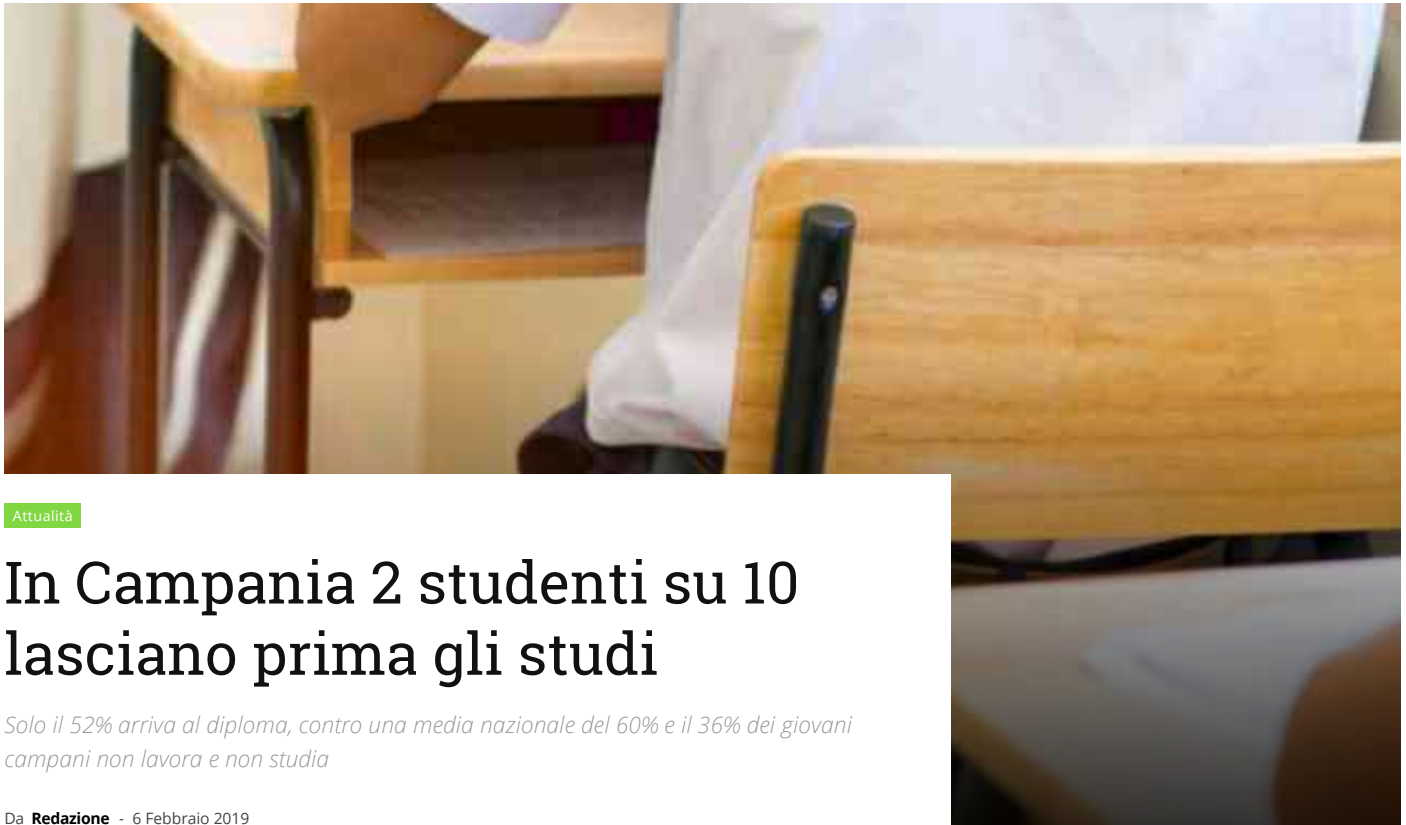 Attualità
In Campania 2 studenti su 10
lasciano prima gli studi
Solo il 52% arriva al diploma, contro una media nazionale del 60% e il 36% dei giovani
campani non lavora e non studia
Da Redazione - 6 Febbraio 2019